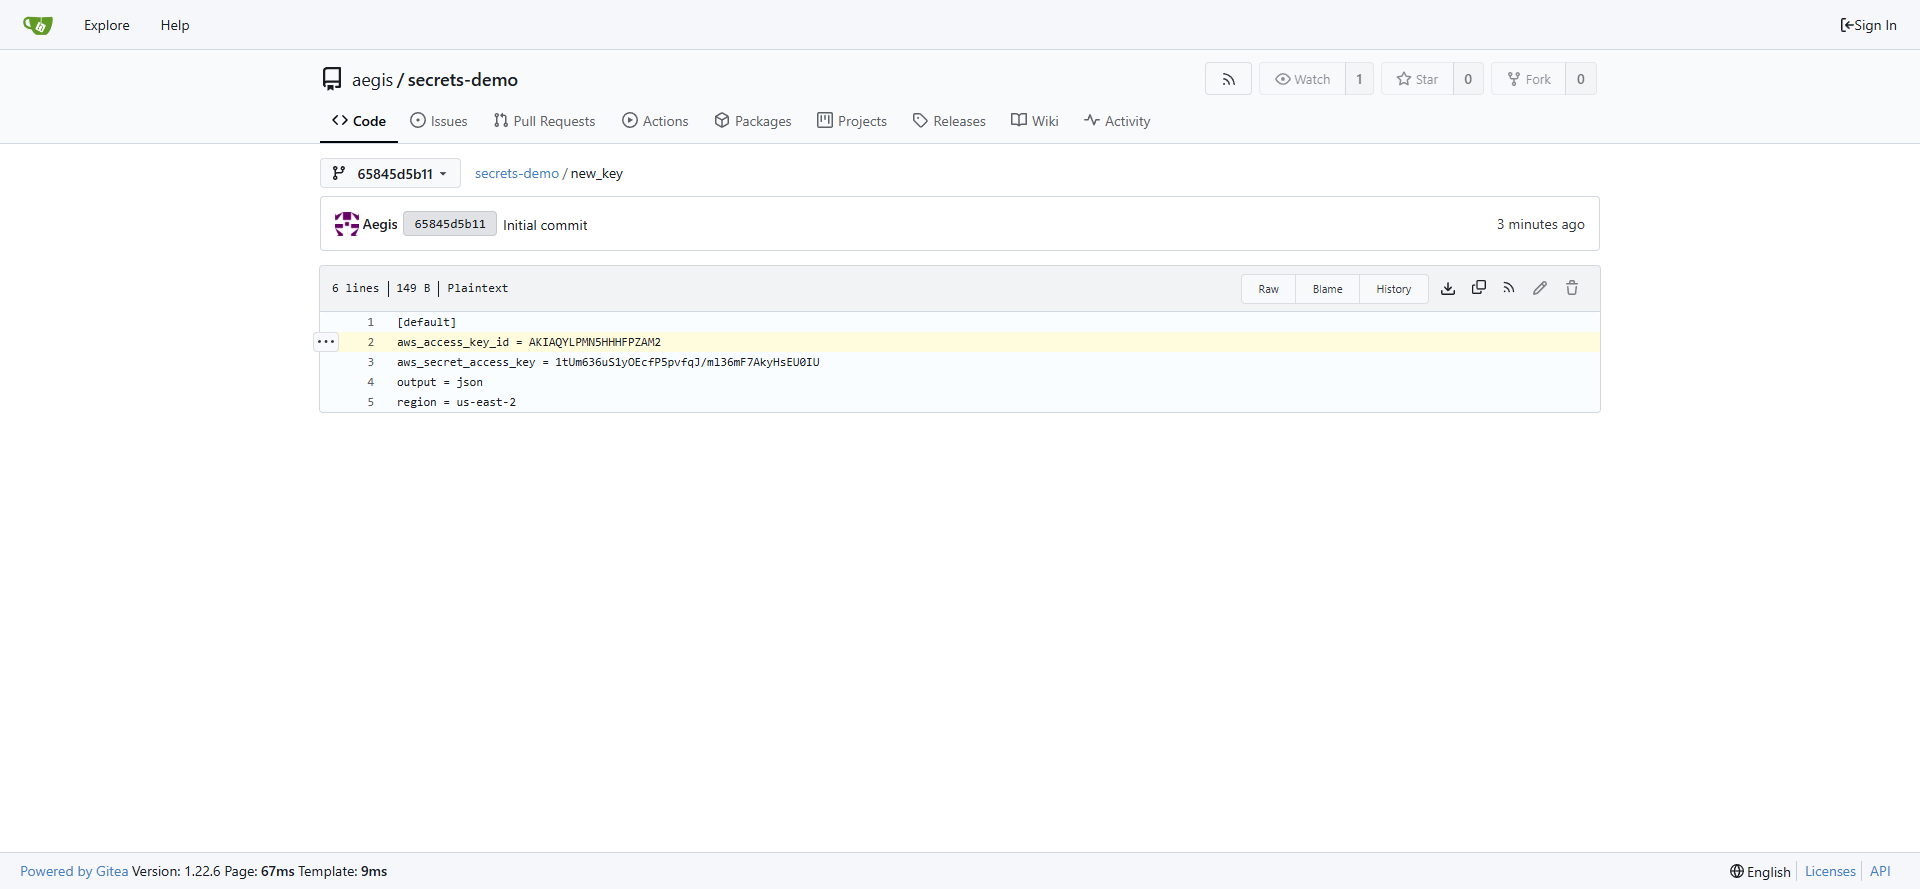 Explore Help Sign In
aegis / secrets-demo Watch 1 Star 0 Fork 0
Code Issues Pull Requests Actions Packages Projects Releases Wiki Activity
65845d5b11 secrets-demo / new_key
Aegis 65845d5b11 Initial commit 3 minutes ago
6 lines 149 B Plaintext Raw Blame History
1 [default]
2 aws_access_key_id = AKIAQYLPMN5HHHFPZAM2
3 aws_secret_access_key = 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
4 output = json
5 region = us-east-2
Powered by Gitea Version: 1.22.6 Page: 67ms Template: 9ms English Licenses API